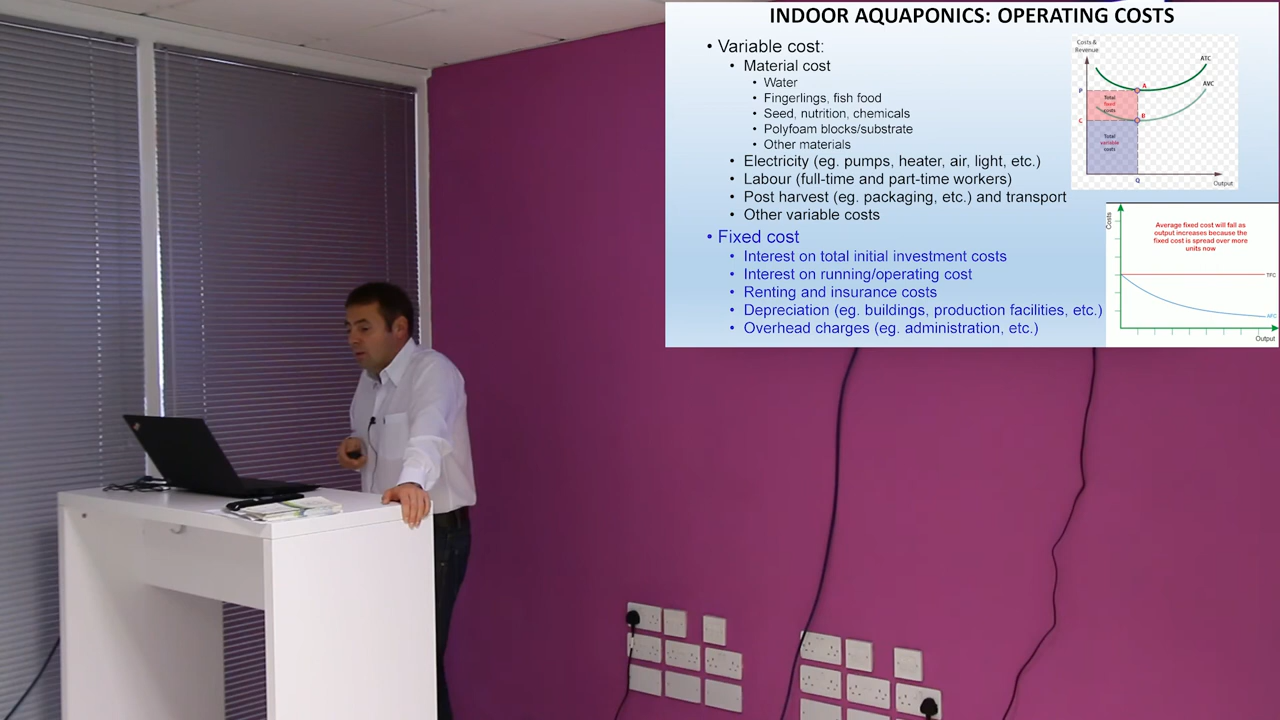 INDOOR AQUAPONICS: OPERATING COSTS
• Variable cost:
• Material cost
• Water
• Fingerlings, fish food
• Seed, nutrition, chemicals
• Polyfoam blocks/substrate
• Other materials
• Electricity (eg. pumps, heater, air, light, etc.)
• Labour (full-time and part-time workers)
• Post harvest (eg. packaging, etc.) and transport
• Other variable costs
• Fixed cost
• Interest on total initial investment costs
• Interest on running/operating cost
• Renting and insurance costs
• Depreciation (eg. buildings, production facilities, etc.)
• Overhead charges (eg. administration, etc.)
Costs &
Revenue
ATC
AVC
P
A
Total
fixed
costs
C
B
Total
variable
costs
Q
Output
Costs
Average fixed cost will fall as
output increases because the
fixed cost is spread over more
units now
TFC
AFC
Output